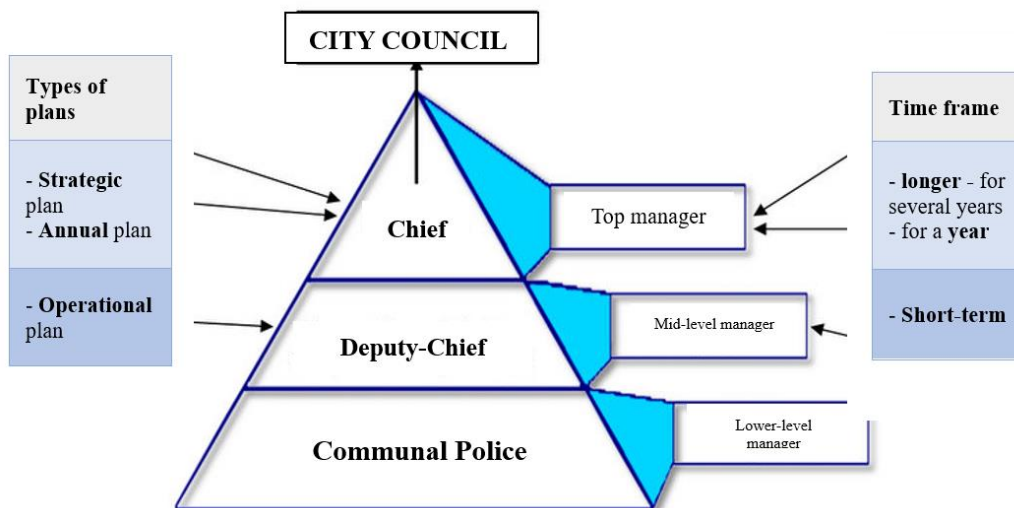 CITY COUNCIL
Types of
plans
- Strategic
plan
- Annual plan
- Operational
plan
Chief
Deputy-Chief
Communal Police
Top manager
Mid-level manager
Lower-level
manager
Time frame
- longer - for
several years
- for a year
- Short-term